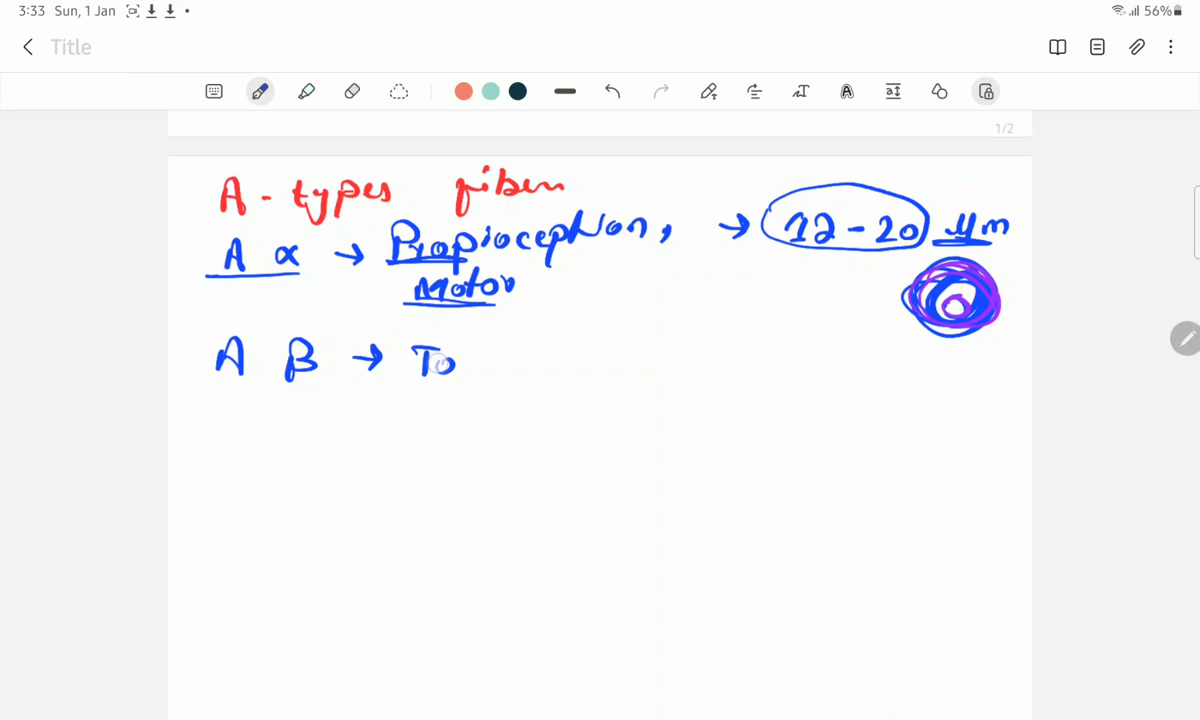 3:33 Sun, 1 Jan 56%
Title
1/2
A - types fiber
A α → Propioception, → 12 - 20 μm
Motor
A β → To